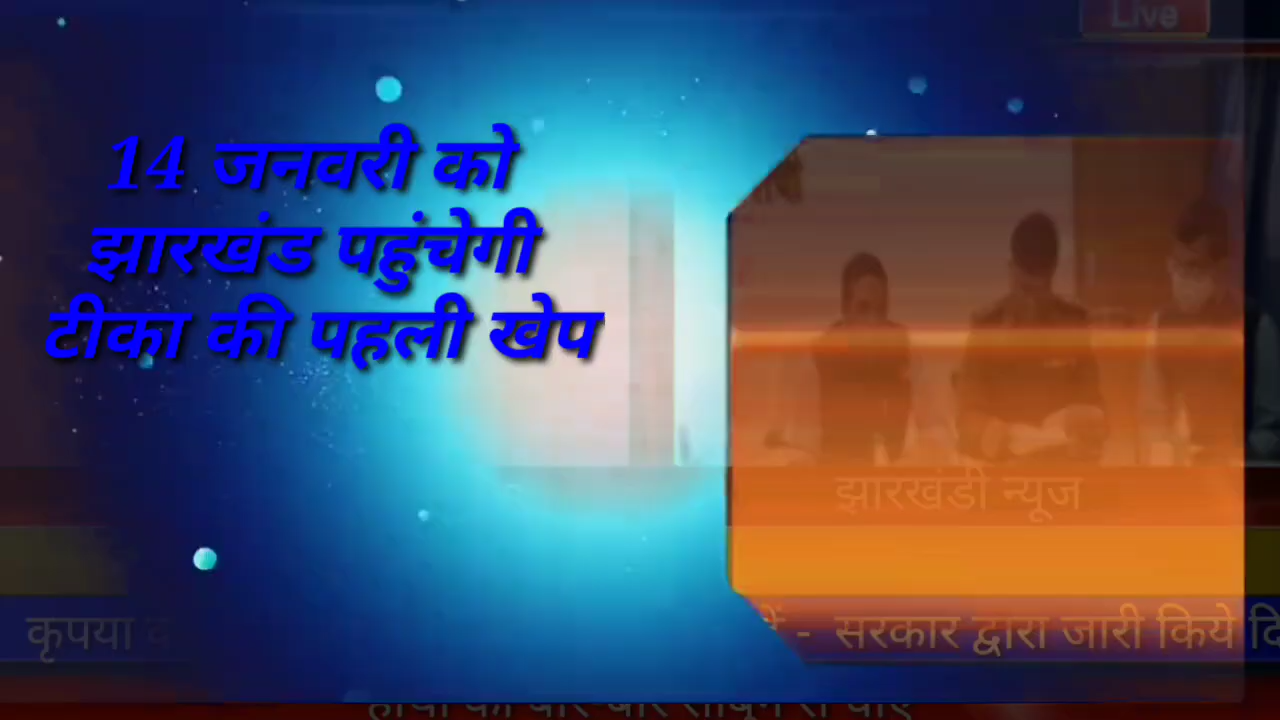 Live
14 जनवरी को
झारखंड पहुंचेगी
टीका की पहली खेप
झारखंडी न्यूज
कृपया
- सरकार द्वारा जारी किये